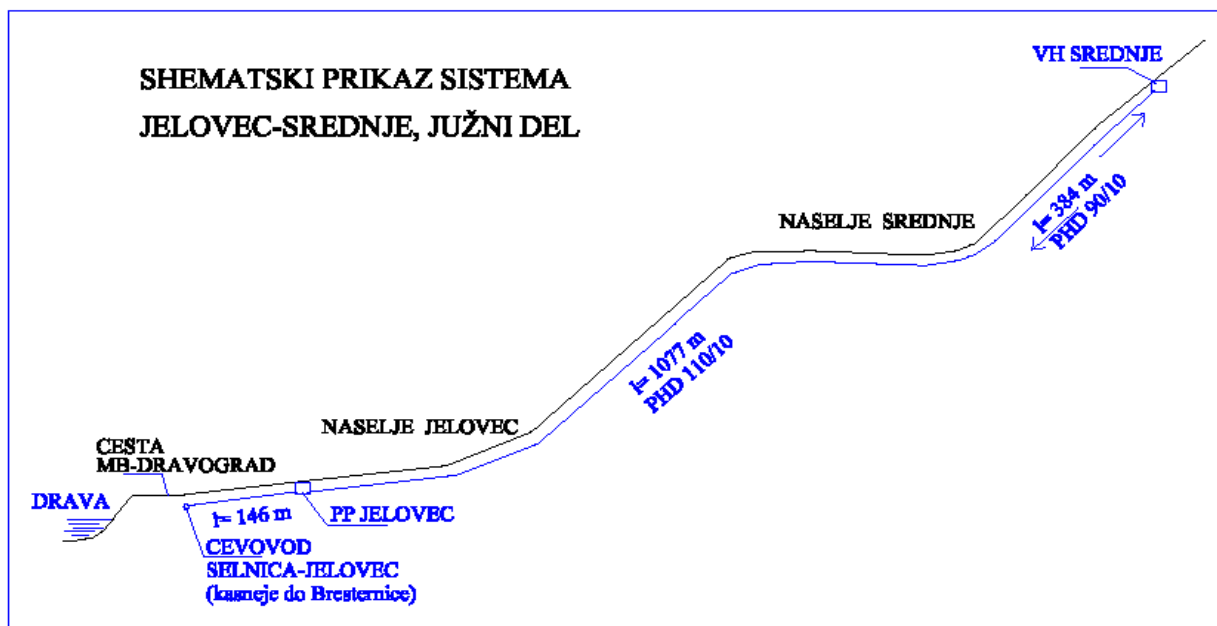 SHEMATSKI PRIKAZ SISTEMA
JELOVEC-SREDNJE, JUŽNI DEL
VH SREDNJE
l= 384 m
PHD 90/10
NASELJE SREDNJE
l= 1077 m
PHD 110/10
NASELJE JELOVEC
CESTA
MB-DRAVOGRAD
DRAVA
l= 146 m
PP JELOVEC
CEVOVOD
SELNICA-JELOVEC
(kasneje do Bresternice)